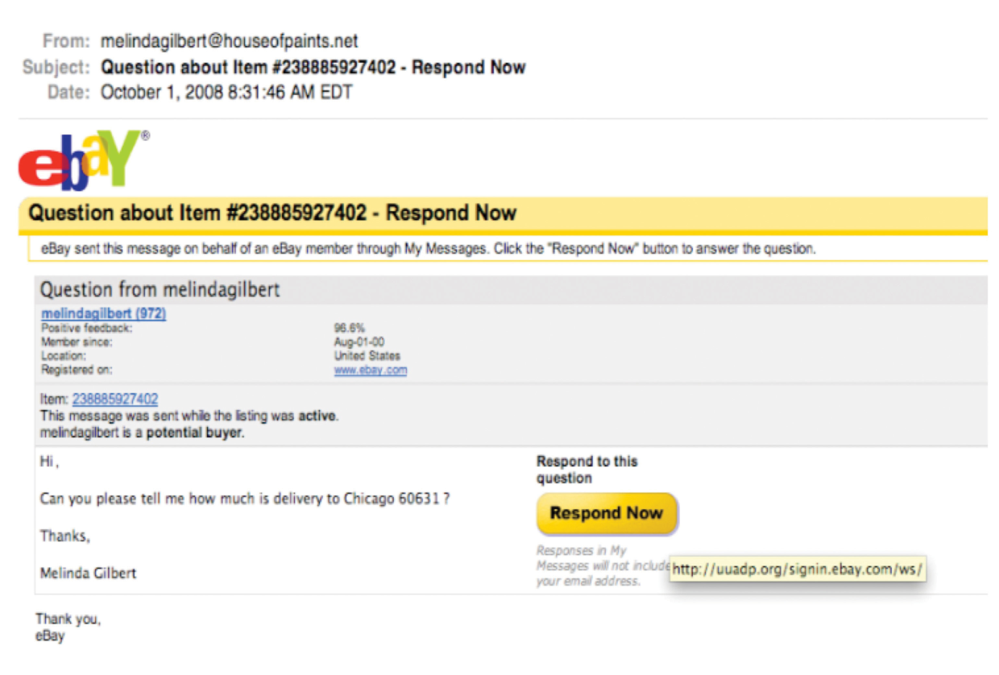 From: melindagilbert@houseofpaints.net
Subject: Question about Item #238885927402 - Respond Now
Date: October 1, 2008 8:31:46 AM EDT
ebaY®
Question about Item #238885927402 - Respond Now
eBay sent this message on behalf of an eBay member through My Messages. Click the "Respond Now" button to answer the question.
Question from melindagilbert
melindagilbert (972)
Positive feedback: 96.6%
Member since: Aug-01-00
Location: United States
Registered on: www.ebay.com
Item: 238885927402
This message was sent while the listing was active.
melindagilbert is a potential buyer.
Hi,
Can you please tell me how much is delivery to Chicago 60631 ?
Thanks,
Melinda Gilbert
Respond to this
question
Respond Now
Responses in My
Messages will not include
your email address.
http://uuadp.org/signin.ebay.com/ws/
Thank you,
eBay